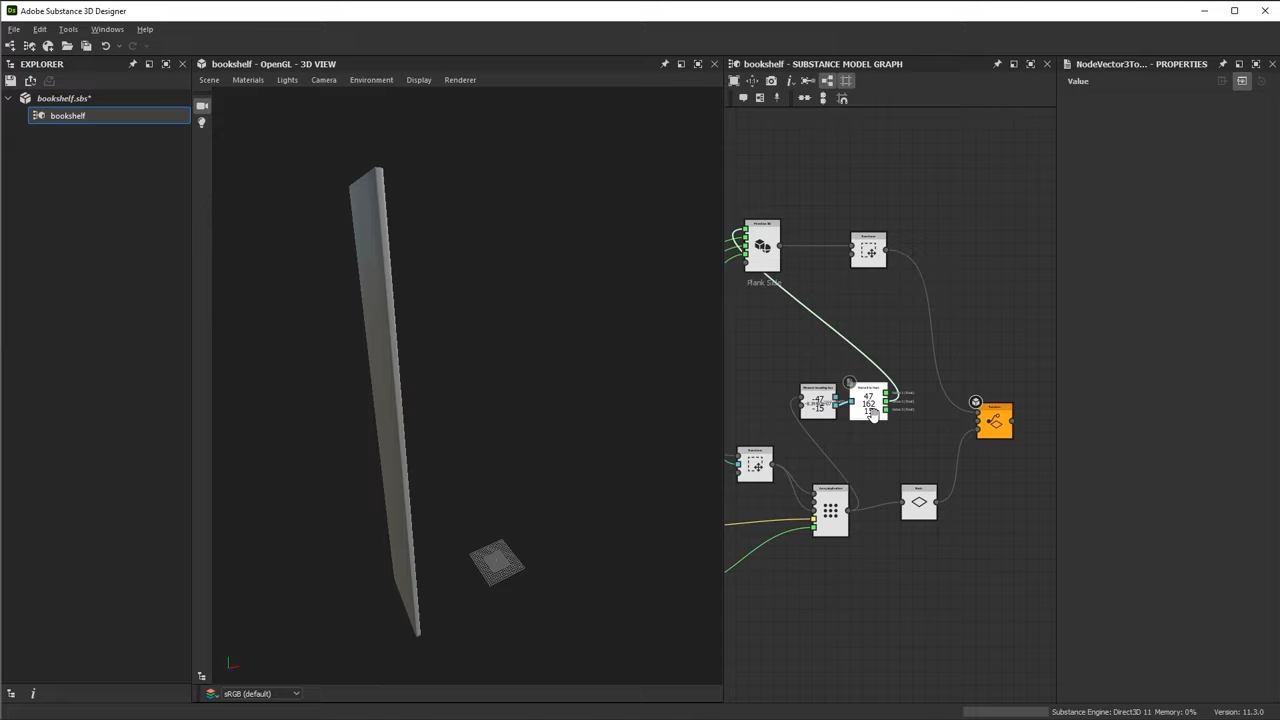 Adobe Substance 3D Designer
File Edit Tools Windows Help
EXPLORER
bookshelf - OpenGL - 3D VIEW
bookshelf - SUBSTANCE MODEL GRAPH
NodeVector3To... - PROPERTIES
Scene Materials Lights Camera Environment Display Renderer
Value
bookshelf.sbs*
bookshelf
Plank Side
47
-47
162
-15
sRGB (default)
Substance Engine: Direct3D 11 Memory: 0%
Version: 11.3.0